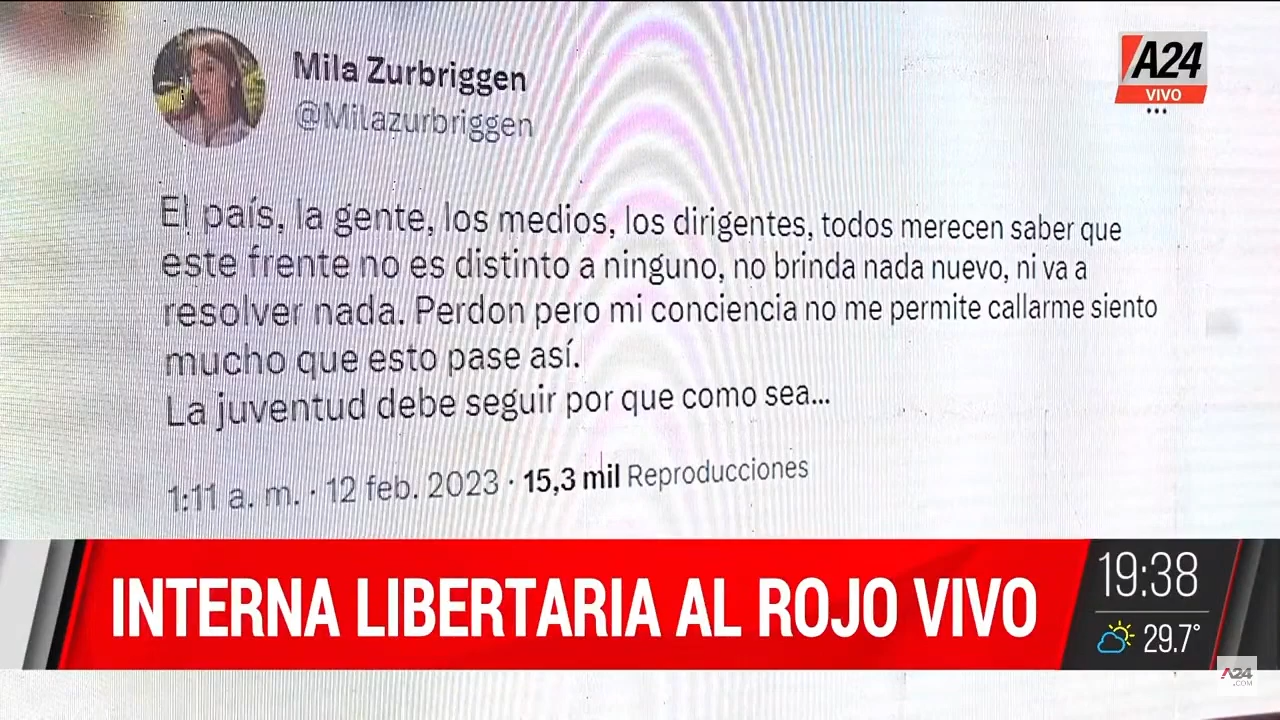 Mila Zurbriggen
@Milazurbriggen
A24
VIVO
El país, la gente, los medios, los dirigentes, todos merecen saber que
este frente no es distinto a ninguno, no brinda nada nuevo, ni va a
resolver nada. Perdon pero mi conciencia no me permite callarme siento
mucho que esto pase así.
La juventud debe seguir por que como sea...
1:11 a. m. · 12 feb. 2023 · 15,3 mil Reproducciones
INTERNA LIBERTARIA AL ROJO VIVO
19:38
29.7°
A24
.COM